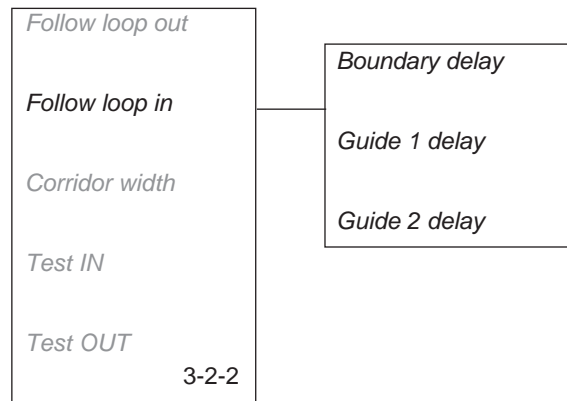 Follow loop out
Follow loop in
Corridor width
Test IN
Test OUT
3-2-2
Boundary delay
Guide 1 delay
Guide 2 delay